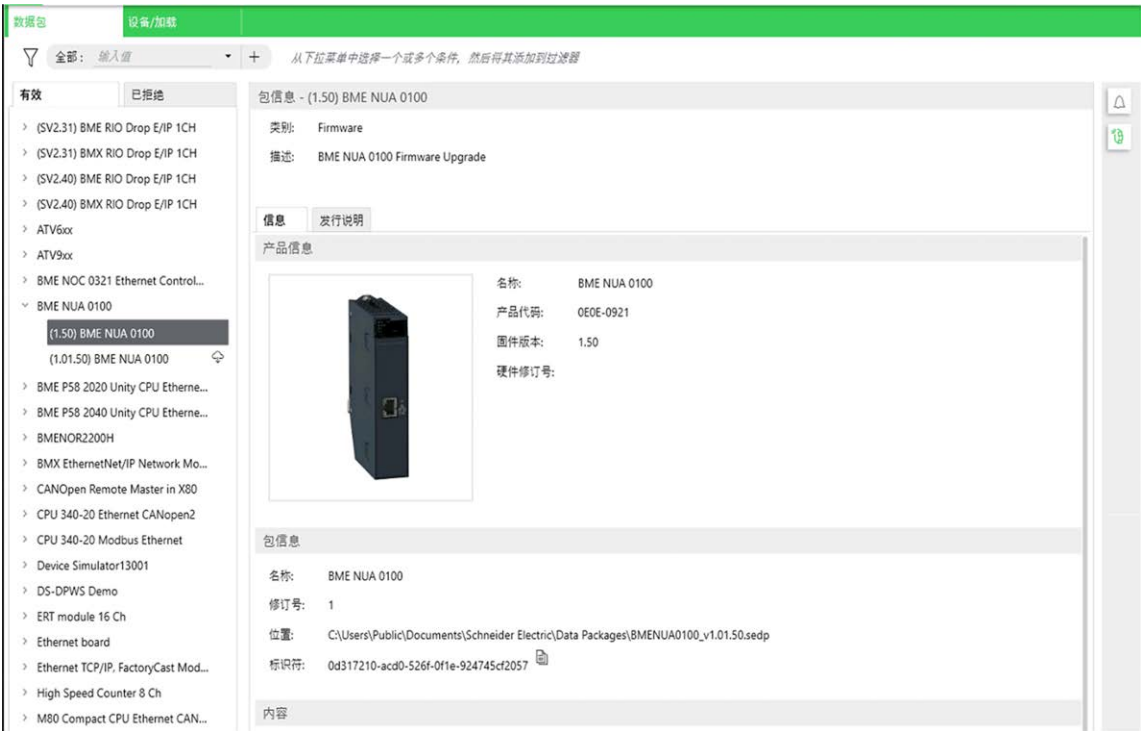 数据包 设备/加载
全部: 输入值 从下拉菜单中选择一个或多个条件，然后将其添加到过滤器
有效 已拒绝
(SV2.31) BME RIO Drop E/IP 1CH
(SV2.31) BMX RIO Drop E/IP 1CH
(SV2.40) BME RIO Drop E/IP 1CH
(SV2.40) BMX RIO Drop E/IP 1CH
ATV6xx
ATV9xx
BME NOC 0321 Ethernet Control...
BME NUA 0100
(1.50) BME NUA 0100
(1.01.50) BME NUA 0100
BME P58 2020 Unity CPU Etherne...
BME P58 2040 Unity CPU Etherne...
BMENOR2200H
BMX EthernetNet/IP Network Mo...
CANOpen Remote Master in X80
CPU 340-20 Ethernet CANopen2
CPU 340-20 Modbus Ethernet
Device Simulator13001
DS-DPWS Demo
ERT module 16 Ch
Ethernet board
Ethernet TCP/IP, FactoryCast Mod...
High Speed Counter 8 Ch
M80 Compact CPU Ethernet CAN...
包信息 - (1.50) BME NUA 0100
类别: Firmware
描述: BME NUA 0100 Firmware Upgrade
信息 发行说明
产品信息
名称: BME NUA 0100
产品代码: 0E0E-0921
固件版本: 1.50
硬件修订号:
包信息
名称: BME NUA 0100
修订号: 1
位置: C:\Users\Public\Documents\Schneider Electric\Data Packages\BMENUA0100_v1.01.50.sedp
标识符: 0d317210-acd0-526f-0f1e-924745cf2057
内容